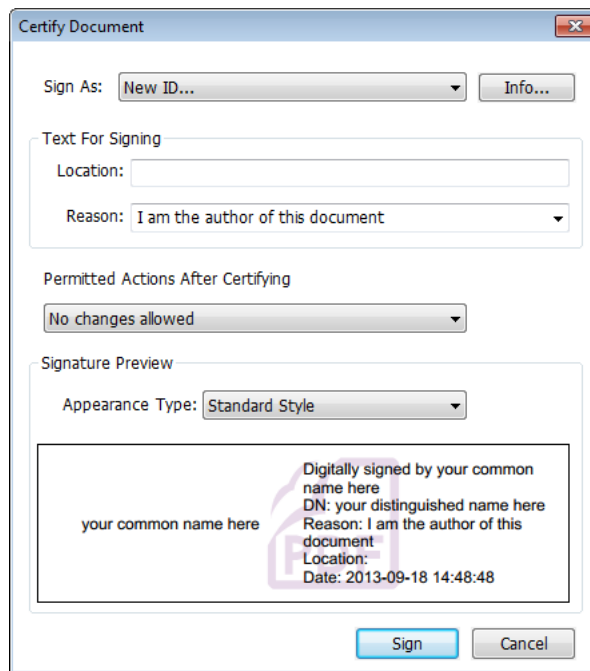 Certify Document
Sign As: New ID... Info...
Text For Signing
Location:
Reason: I am the author of this document
Permitted Actions After Certifying
No changes allowed
Signature Preview
Appearance Type: Standard Style
your common name here
Digitally signed by your common
name here
DN: your distinguished name here
Reason: I am the author of this
document
Location:
Date: 2013-09-18 14:48:48
PDF
Sign Cancel